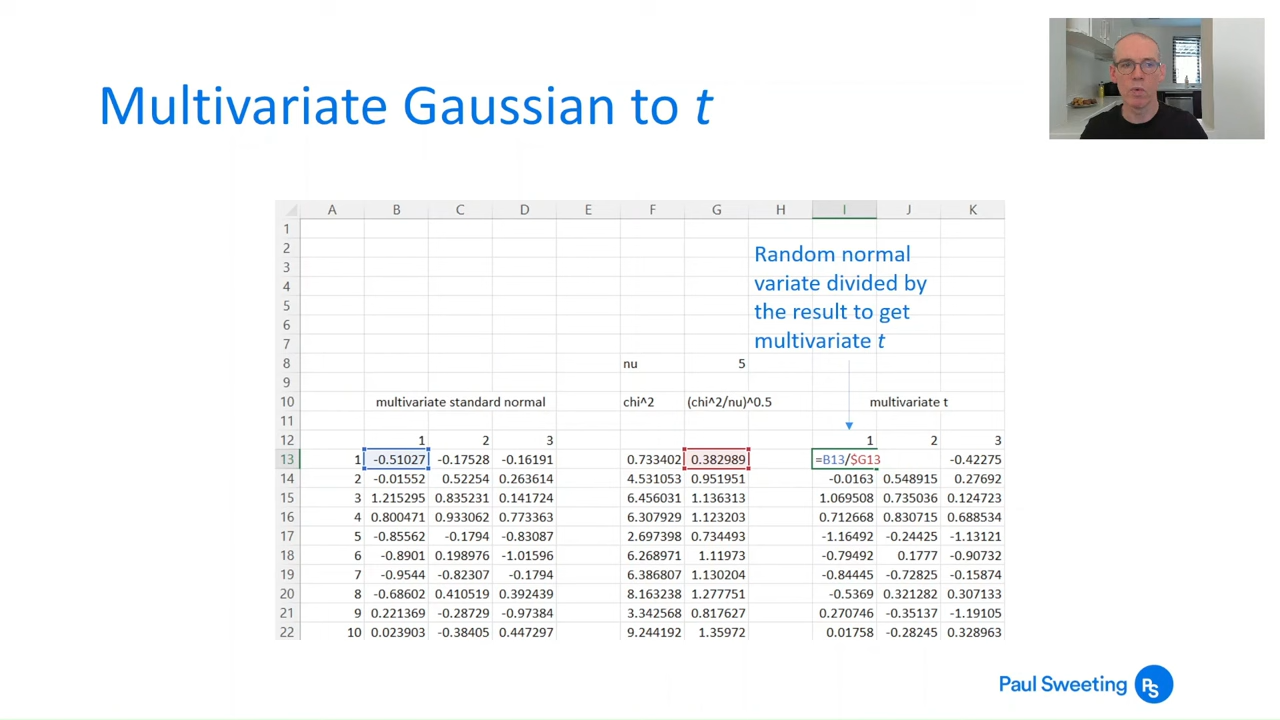 Multivariate Gaussian to t
A B C D E F G H I J K
1
2
3
4
5
6
7
8
9
10
11
12
13
14
15
16
17
18
19
20
21
22
Random normal
variate divided by
the result to get
multivariate t
nu 5
multivariate standard normal chi^2 (chi^2/nu)^0.5 multivariate t
1 2 3 1 2 3
1 -0.51027 -0.17528 -0.16191 0.733402 0.382989 =B13/$G13 -0.42275
2 -0.01552 0.52254 0.263614 4.531053 0.951951 -0.0163 0.548915 0.27692
3 1.215295 0.835231 0.141724 6.456031 1.136313 1.069508 0.735036 0.124723
4 0.800471 0.933062 0.773363 6.307929 1.123203 0.712668 0.830715 0.688534
5 -0.85562 -0.1794 -0.83087 2.697398 0.734493 -1.16492 -0.24425 -1.13121
6 -0.8901 0.198976 -1.01596 6.268971 1.11973 -0.79492 0.1777 -0.90732
7 -0.9544 -0.82307 -0.1794 6.386807 1.130204 -0.84445 -0.72825 -0.15874
8 -0.68602 0.410519 0.392439 8.163238 1.277751 -0.5369 0.321282 0.307133
9 0.221369 -0.28729 -0.97384 3.342568 0.817627 0.270746 -0.35137 -1.19105
10 0.023903 -0.38405 0.447297 9.244192 1.35972 0.01758 -0.28245 0.328963
Paul Sweeting PS